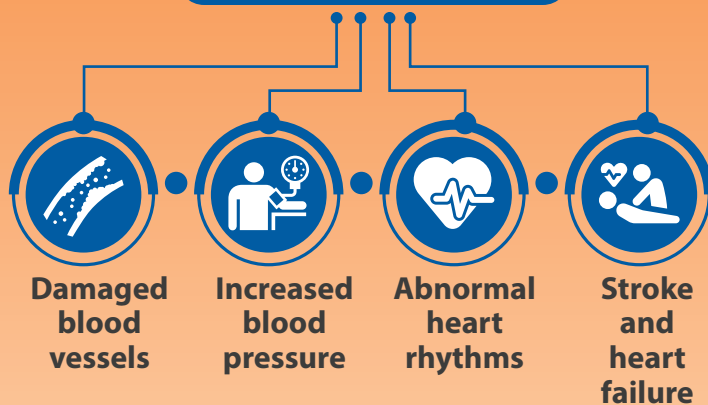 Damaged
blood
vessels
Increased
blood
pressure
Abnormal
heart
rhythms
Stroke
and
heart
failure